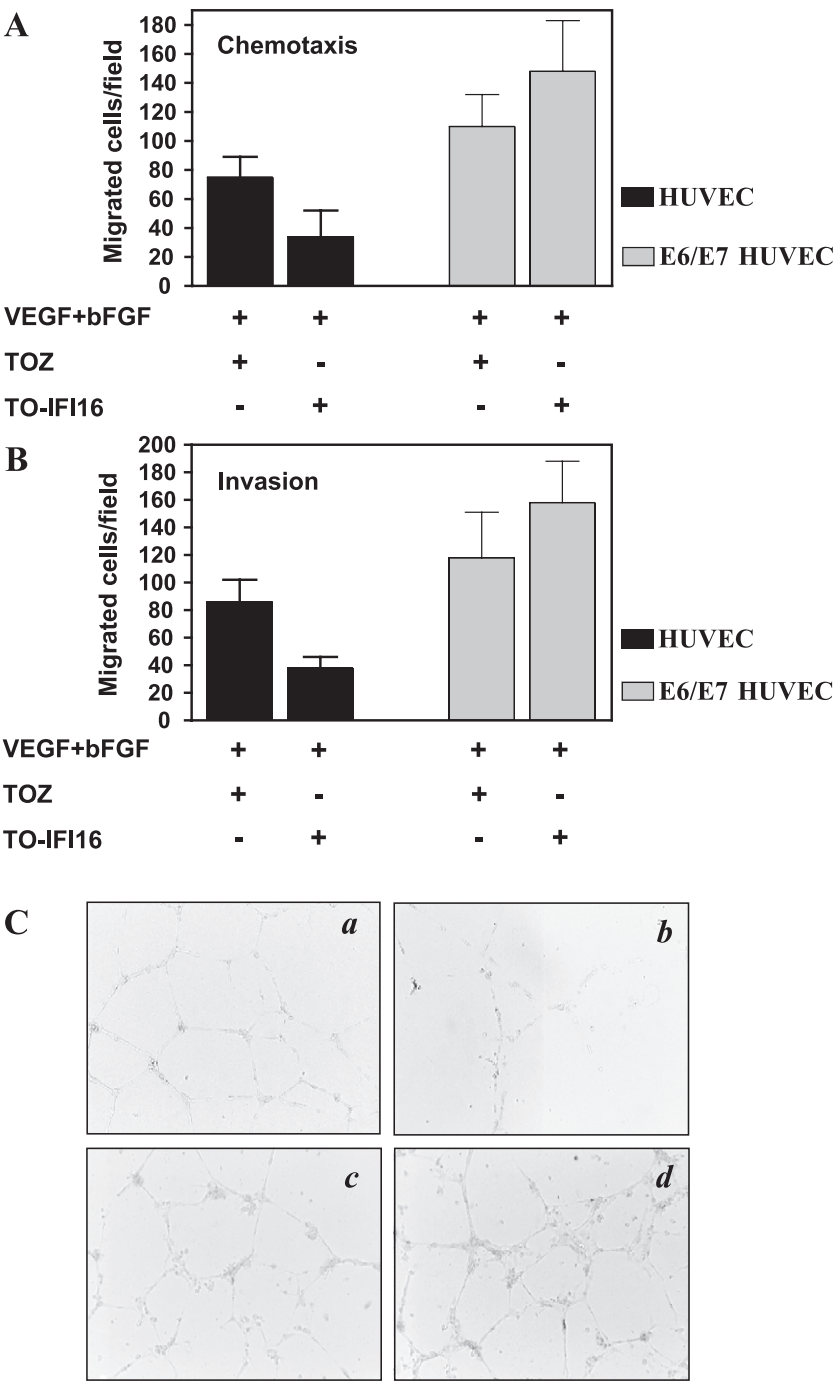 A
Chemotaxis
Migrated cells/field
180
160
140
120
100
80
60
40
20
0
HUVEC
E6/E7 HUVEC
VEGF+bFGF + + + +
TOZ + - + -
TO-IFI16 - + - +
B
Invasion
Migrated cells/field
200
180
160
140
120
100
80
60
40
20
0
HUVEC
E6/E7 HUVEC
VEGF+bFGF + + + +
TOZ + - + -
TO-IFI16 - + - +
C
a
b
c
d